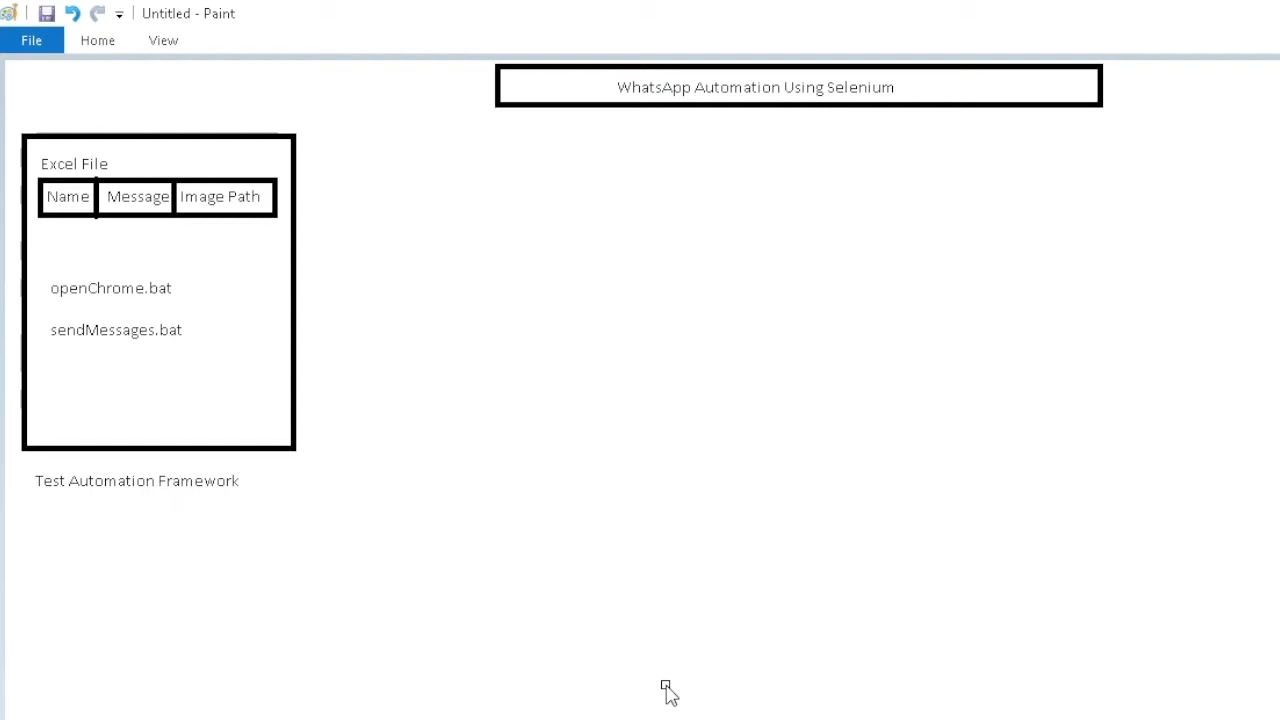 Untitled - Paint
File Home View
WhatsApp Automation Using Selenium
Excel File
Name Message Image Path
openChrome.bat
sendMessages.bat
Test Automation Framework